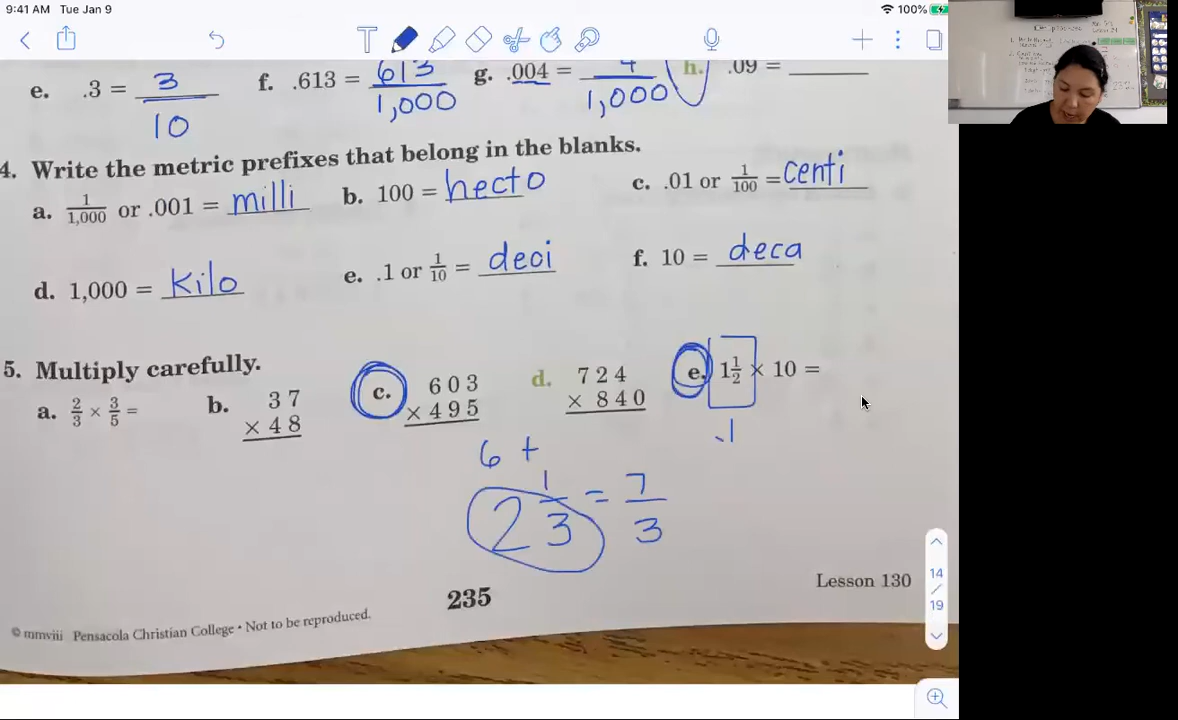 9:41 AM Tue Jan 9
100%
e. .3 = 3/10 f. .613 = 613/1,000 g. .004 = 4/1,000 h. .09 = ____
4. Write the metric prefixes that belong in the blanks.
a. 1/1,000 or .001 = milli b. 100 = hecto c. .01 or 1/100 = centi
d. 1,000 = Kilo e. .1 or 1/10 = deci f. 10 = deca
5. Multiply carefully.
a. 2/3 × 3/5 = b. 37 × 48 c. 603 × 495 d. 724 × 840 e. 1 1/2 × 10 =
.1
6 +
2 1/3 = 7/3
14
/
19
Lesson 130
235
© mmviii Pensacola Christian College • Not to be reproduced.